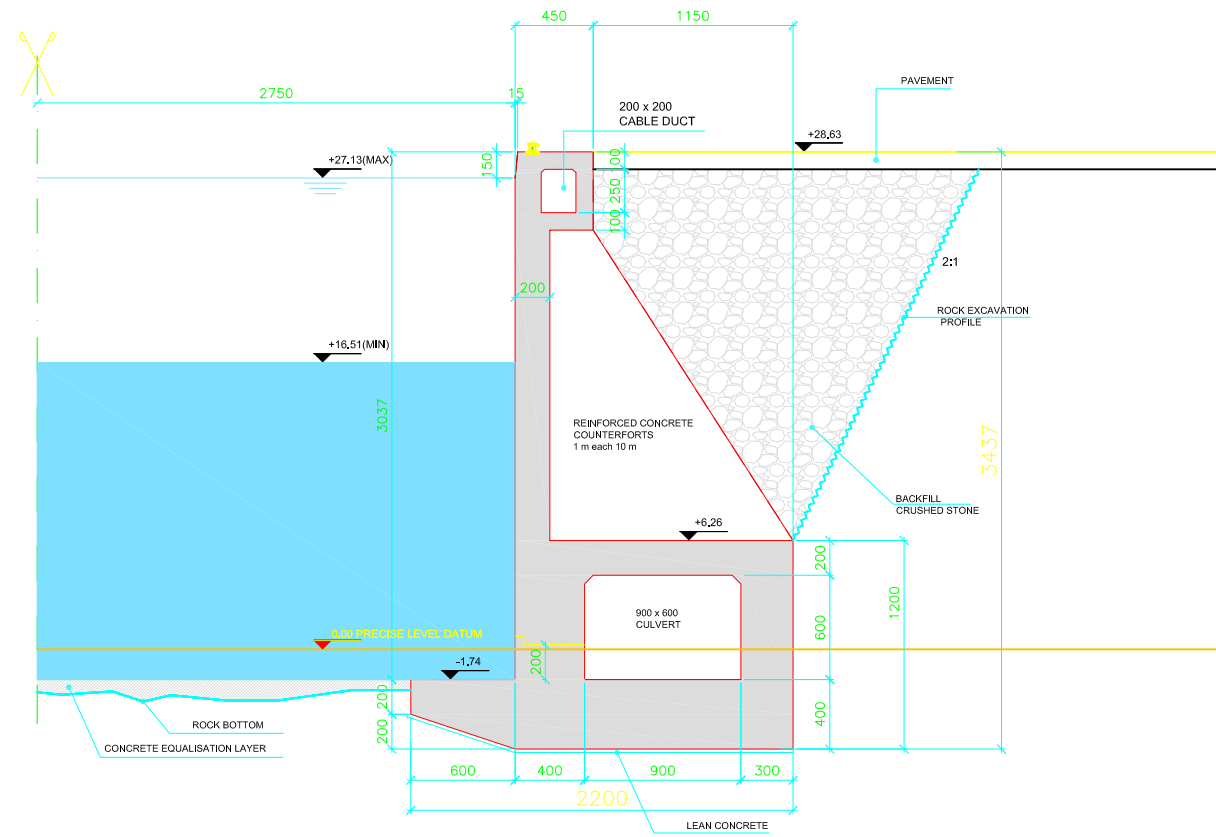 450
1150
PAVEMENT
2750
15
200 x 200
CABLE DUCT
+28.63
+27.13(MAX)
150
100
250
100
2:1
200
ROCK EXCAVATION
PROFILE
+16.51(MIN)
3037
REINFORCED CONCRETE
COUNTERFORTS
1 m each 10 m
3437
BACKFILL
CRUSHED STONE
+6.26
200
1200
900 x 600
CULVERT
600
0.00 PRECISE LEVEL DATUM
-1.74
200
200
400
ROCK BOTTOM
200
CONCRETE EQUALISATION LAYER
600
400
900
300
2200
LEAN CONCRETE